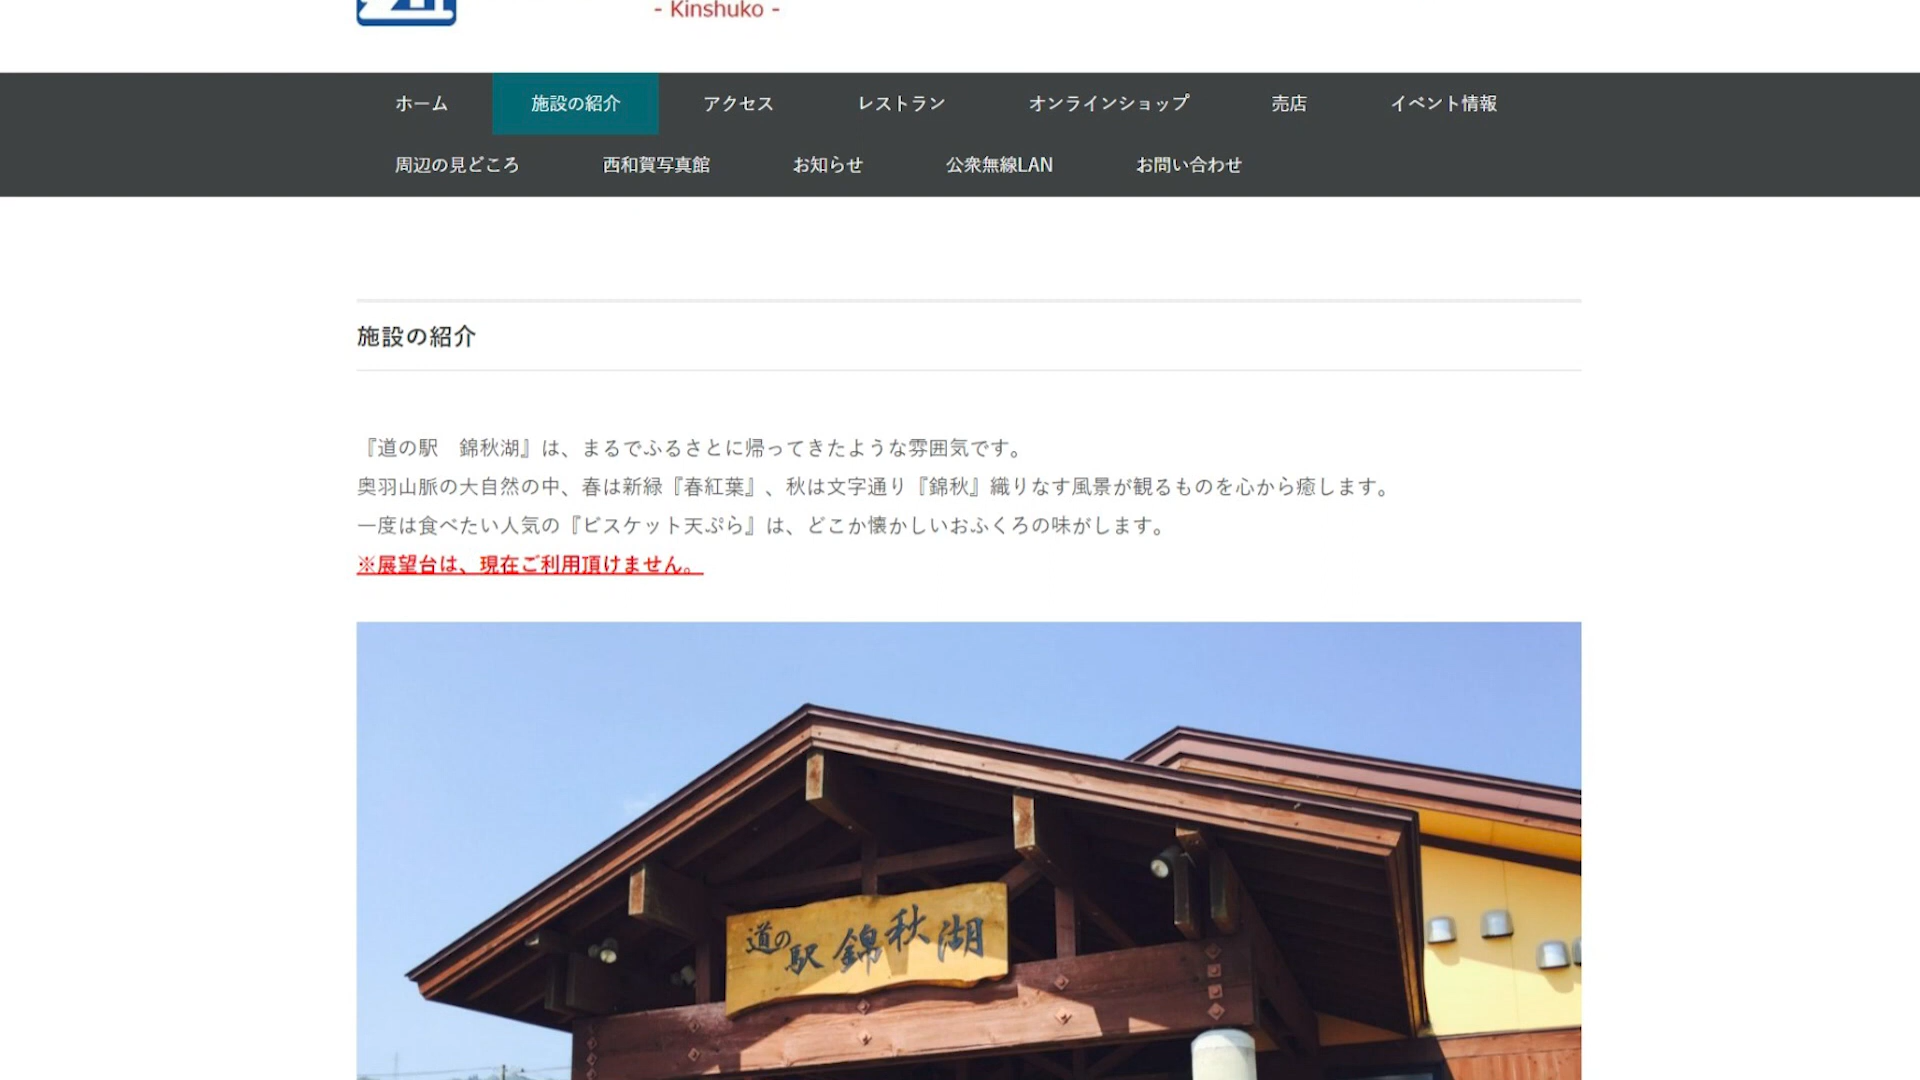 - Kinshuko -
ホーム 施設の紹介 アクセス レストラン オンラインショップ 売店 イベント情報
周辺の見どころ 西和賀写真館 お知らせ 公衆無線LAN お問い合わせ
施設の紹介
『道の駅　錦秋湖』は、まるでふるさとに帰ってきたような雰囲気です。
奥羽山脈の大自然の中、春は新緑『春紅葉』、秋は文字通り『錦秋』織りなす風景が観るものを心から癒します。
一度は食べたい人気の『ビスケット天ぷら』は、どこか懐かしいおふくろの味がします。
※展望台は、現在ご利用頂けません。
道の駅 錦秋湖